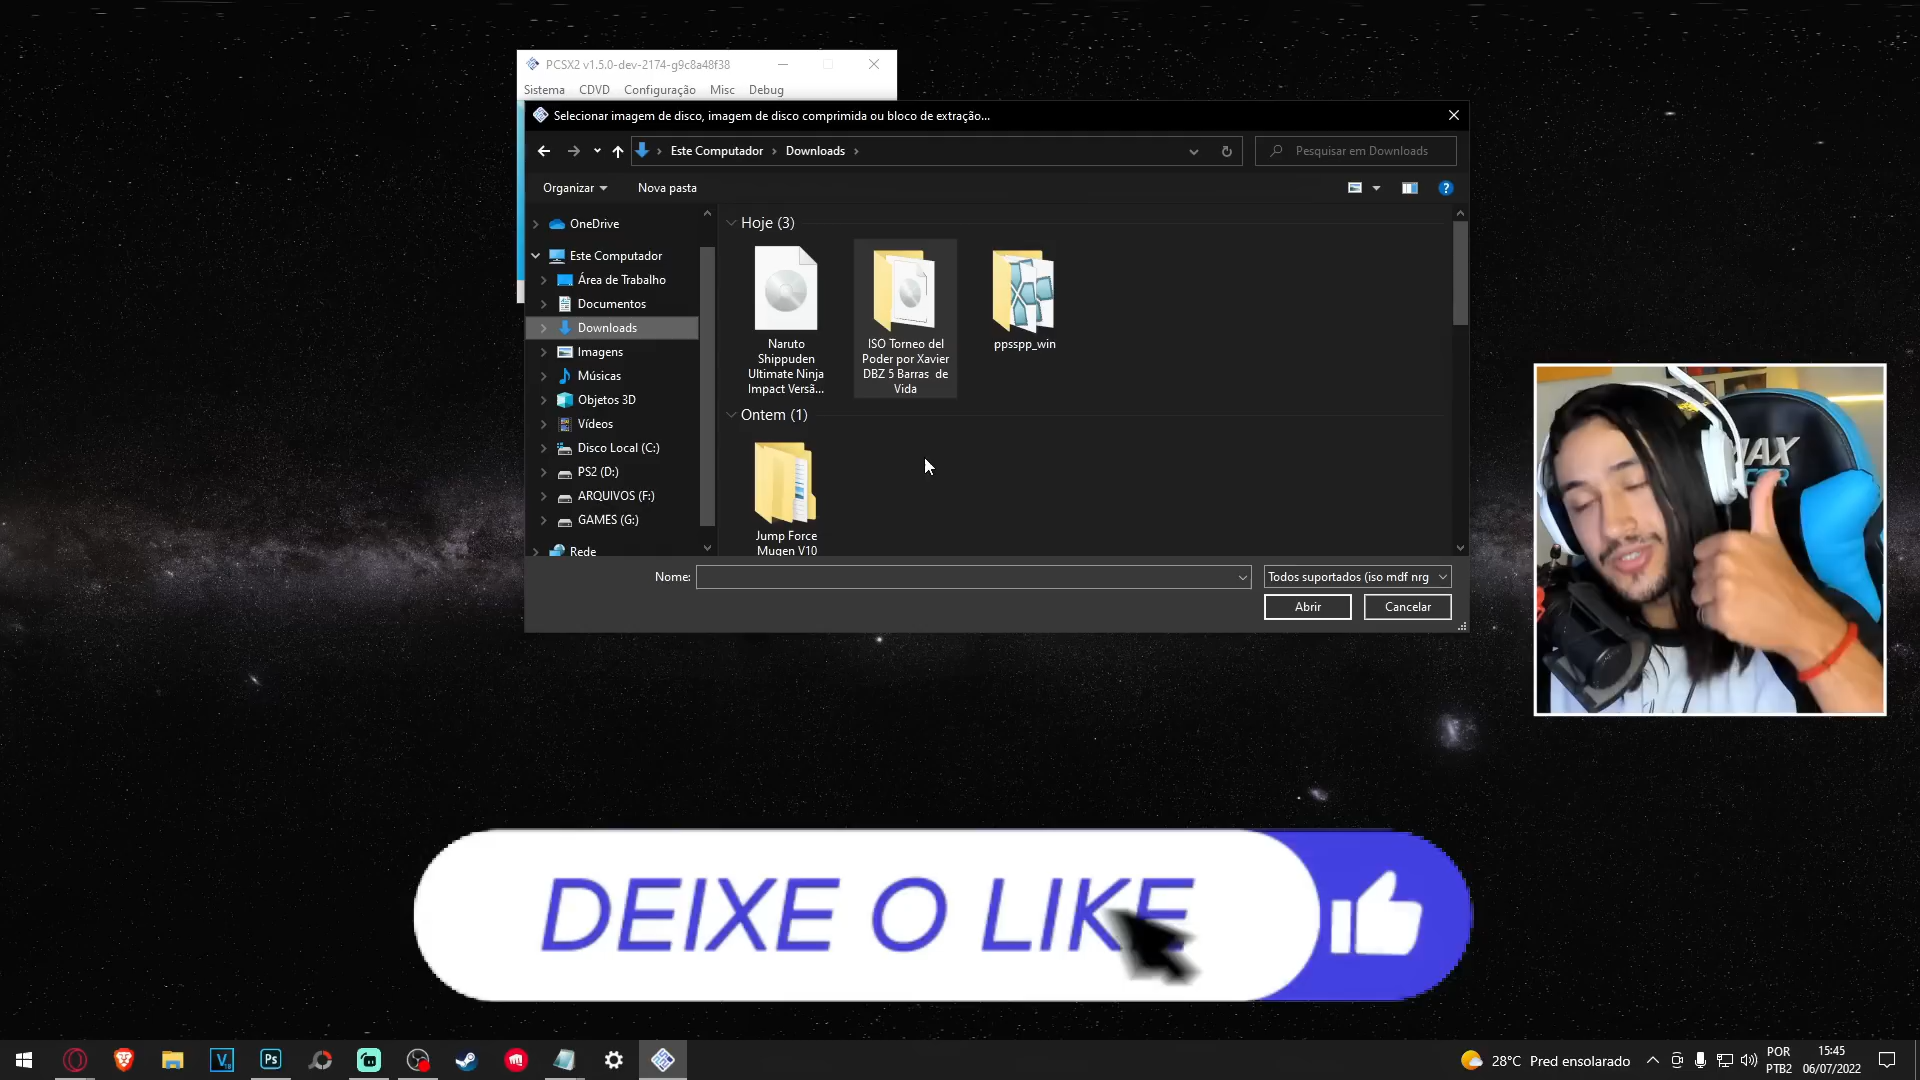 PCSX2 v1.5.0-dev-2174-g9c8a48f38
Sistema CDVD Configuração Misc Debug
Selecionar imagem de disco, imagem de disco comprimida ou bloco de extração...
Este Computador > Downloads >
Pesquisar em Downloads
Organizar
Nova pasta
OneDrive
Este Computador
Área de Trabalho
Documentos
Downloads
Imagens
Músicas
Objetos 3D
Vídeos
Disco Local (C:)
PS2 (D:)
ARQUIVOS (F:)
GAMES (G:)
Rede
Hoje (3)
Naruto
Shippuden
Ultimate Ninja
Impact Versã...
ISO Torneo del
Poder por Xavier
DBZ 5 Barras de
Vida
ppsspp_win
Ontem (1)
Jump Force
Mugen V10
Nome:
Todos suportados (iso mdf nrg
Abrir
Cancelar
DEIXE O LIKE
28°C Pred ensolarado
POR
PTB2
15:45
06/07/2022